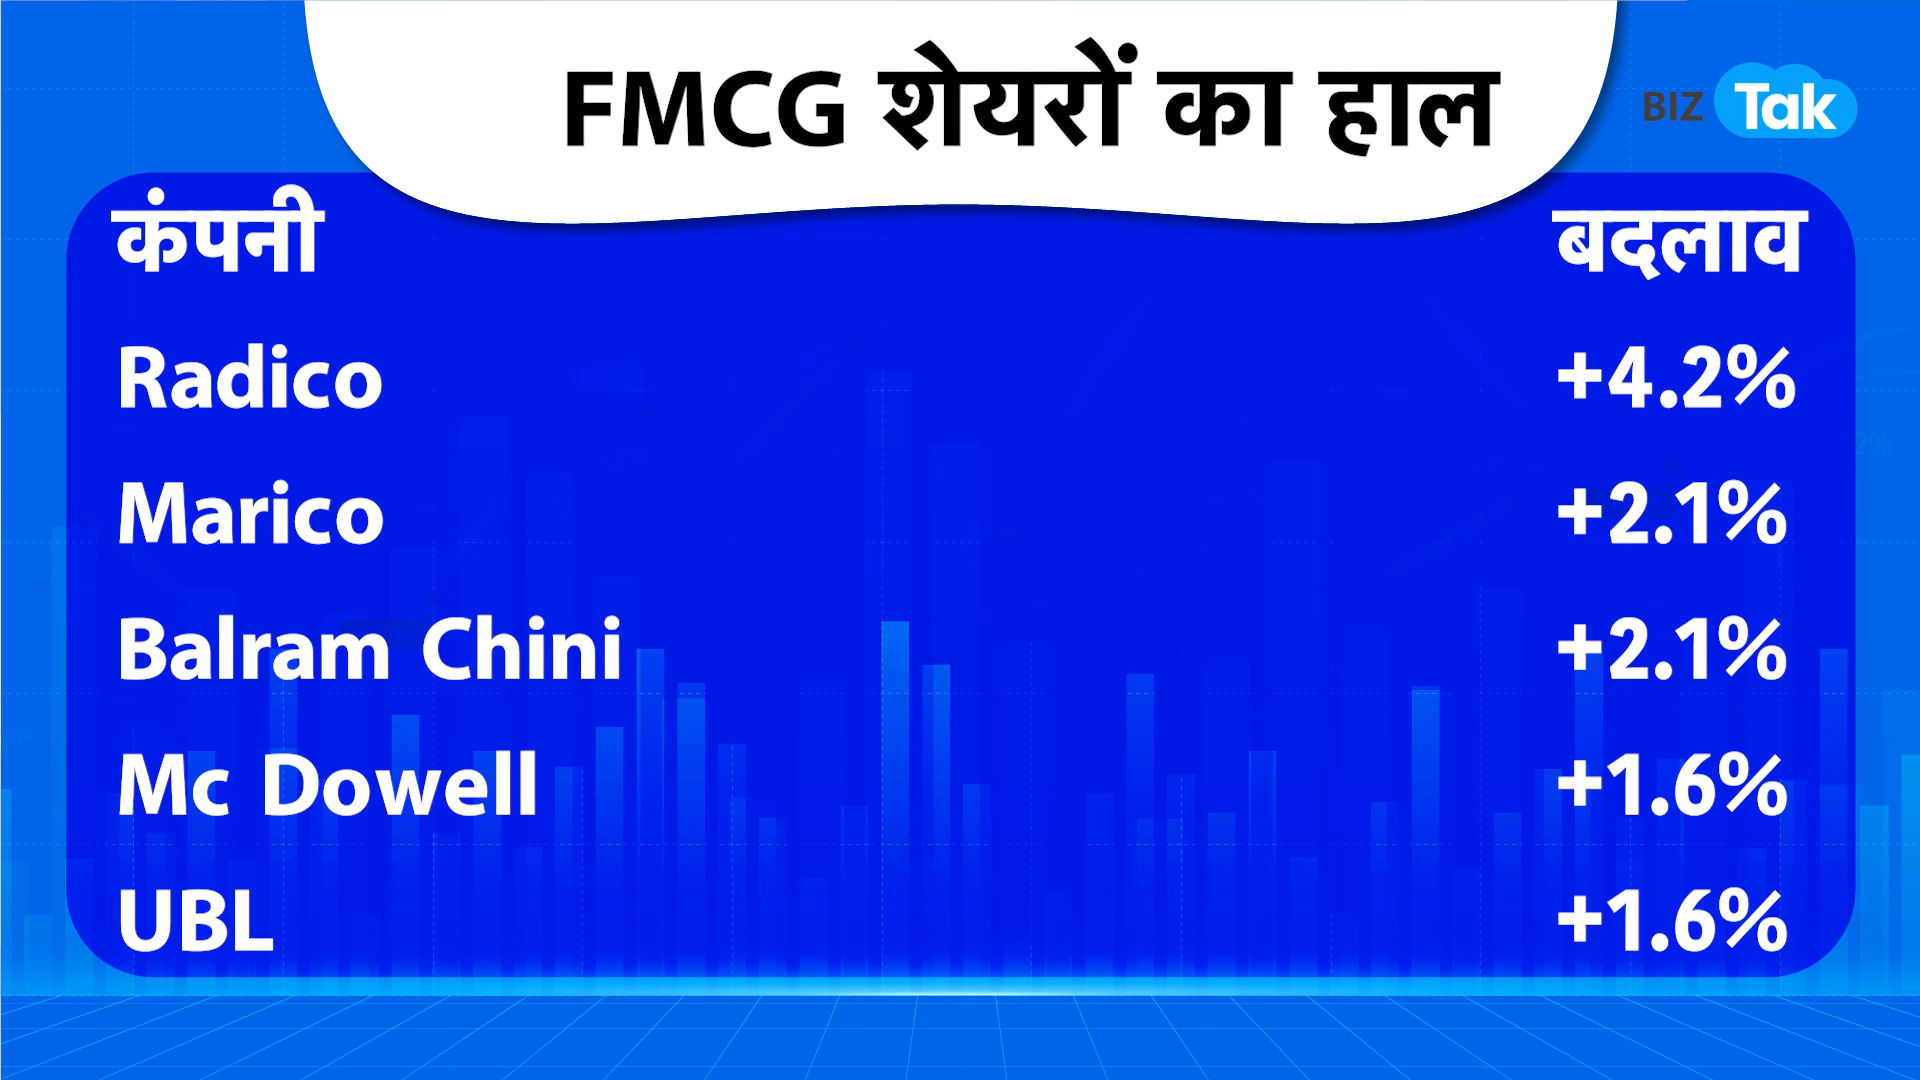 FMCG शेयरों का हाल
BIZ Tak
कंपनी बदलाव
Radico +4.2%
Marico +2.1%
Balram Chini +2.1%
Mc Dowell +1.6%
UBL +1.6%